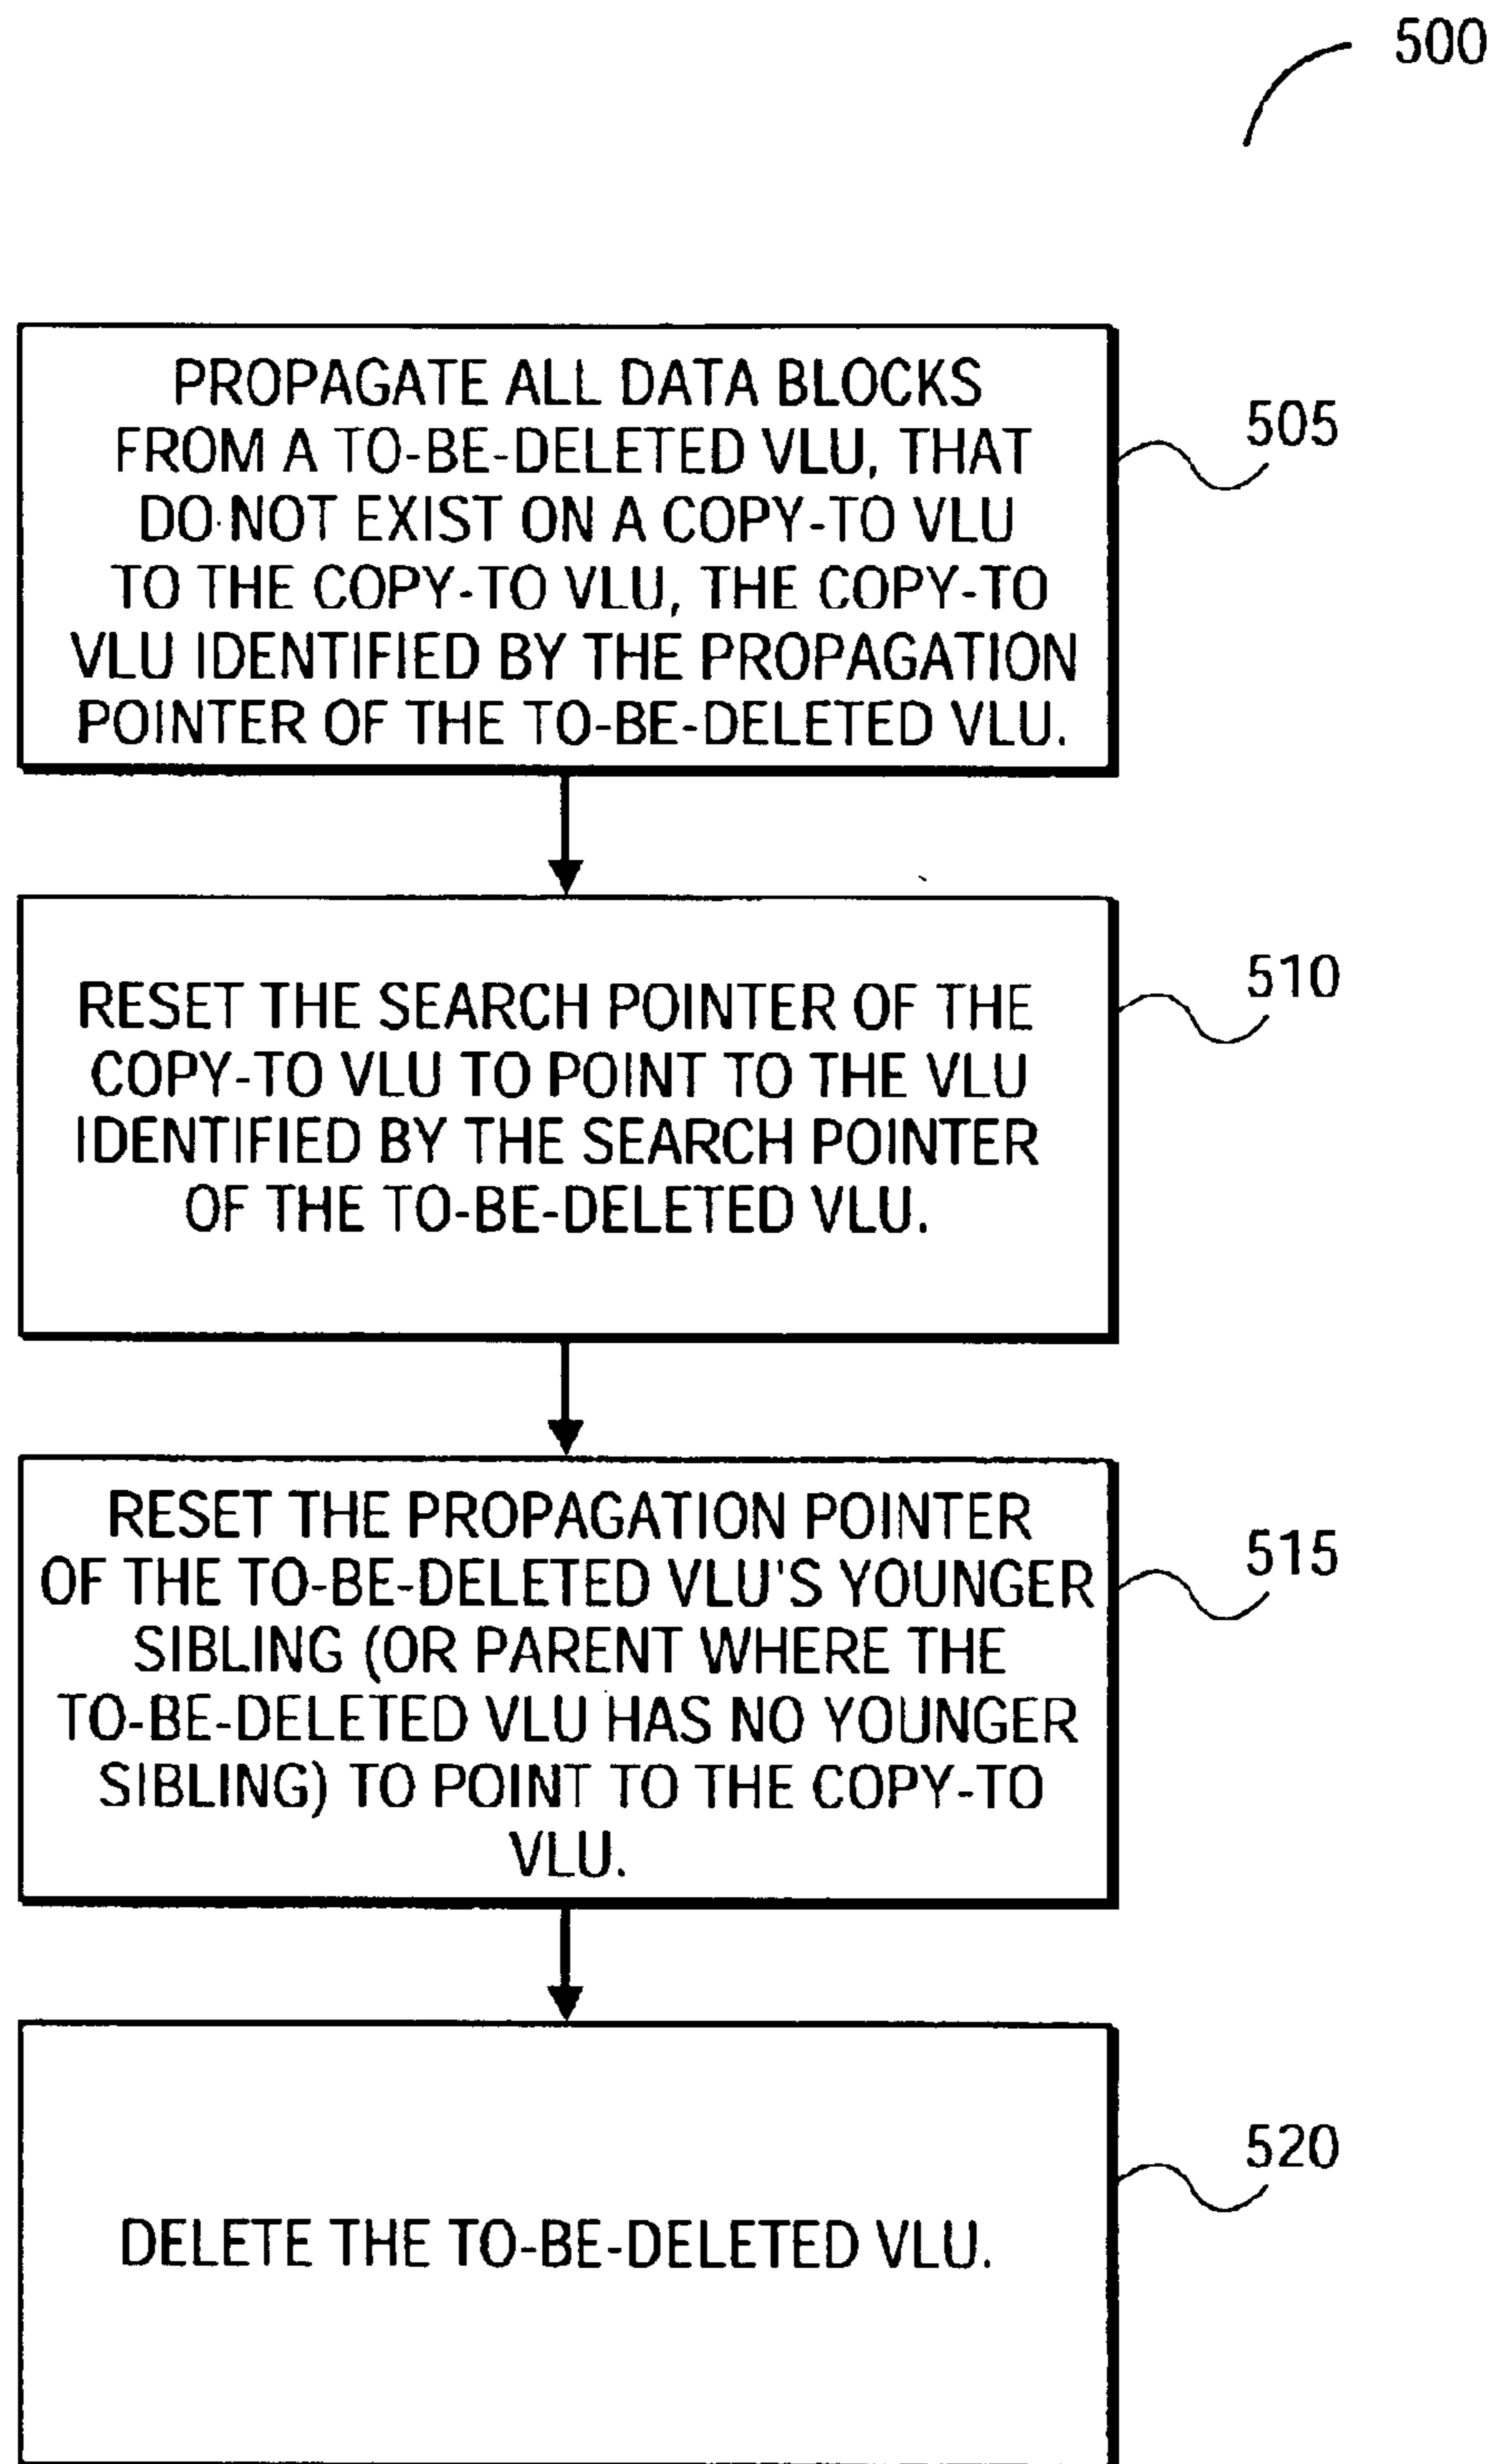 500
PROPAGATE ALL DATA BLOCKS
FROM A TO-BE-DELETED VLU, THAT
DO NOT EXIST ON A COPY-TO VLU
TO THE COPY-TO VLU, THE COPY-TO
VLU IDENTIFIED BY THE PROPAGATION
POINTER OF THE TO-BE-DELETED VLU.
505
RESET THE SEARCH POINTER OF THE
COPY-TO VLU TO POINT TO THE VLU
IDENTIFIED BY THE SEARCH POINTER
OF THE TO-BE-DELETED VLU.
510
RESET THE PROPAGATION POINTER
OF THE TO-BE-DELETED VLU'S YOUNGER
SIBLING (OR PARENT WHERE THE
TO-BE-DELETED VLU HAS NO YOUNGER
SIBLING) TO POINT TO THE COPY-TO
VLU.
515
DELETE THE TO-BE-DELETED VLU.
520